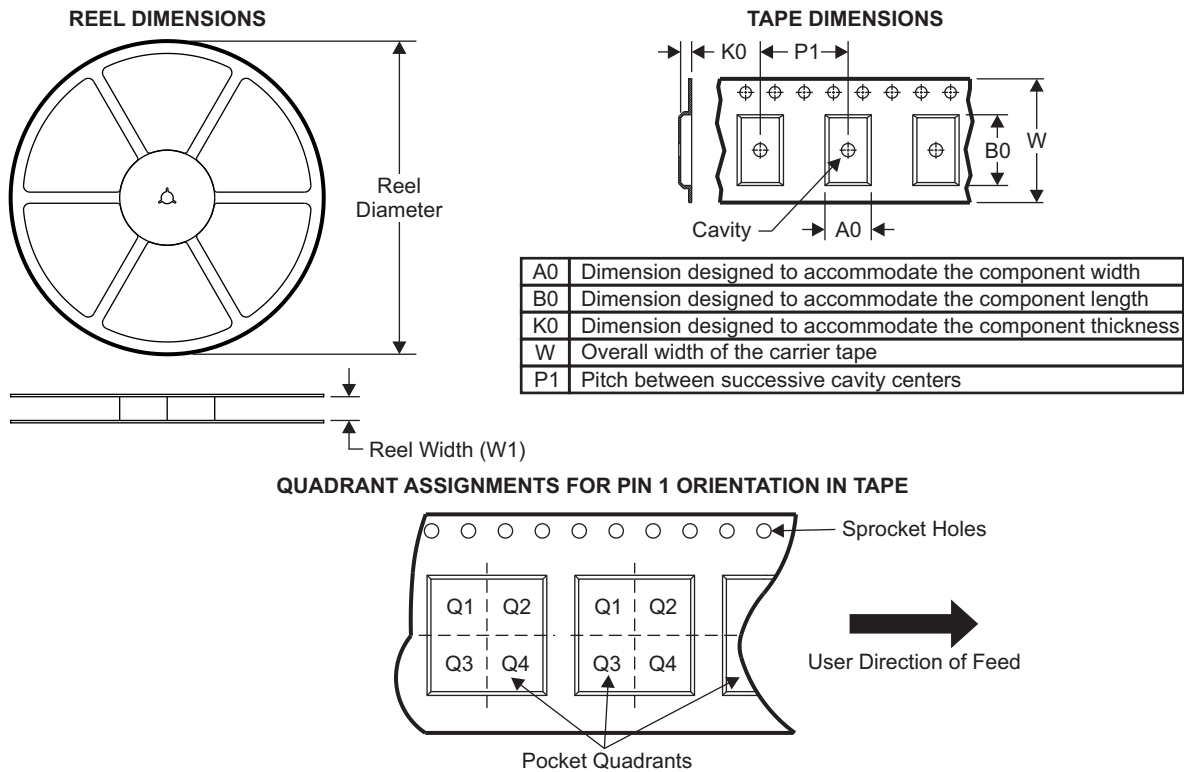 REEL DIMENSIONS
Reel
Diameter
Reel Width (W1)
TAPE DIMENSIONS
K0
P1
W
B0
Cavity
A0
A0 Dimension designed to accommodate the component width
B0 Dimension designed to accommodate the component length
K0 Dimension designed to accommodate the component thickness
W Overall width of the carrier tape
P1 Pitch between successive cavity centers
QUADRANT ASSIGNMENTS FOR PIN 1 ORIENTATION IN TAPE
Sprocket Holes
Q1 Q2 Q1 Q2
Q3 Q4 Q3 Q4
User Direction of Feed
Pocket Quadrants